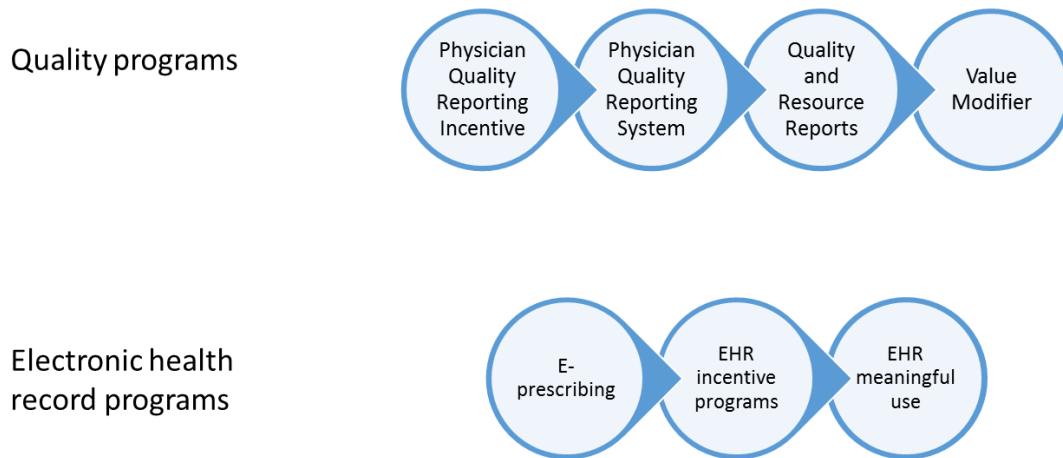 Quality programs
Physician
Quality
Reporting
Incentive
Physician
Quality
Reporting
System
Quality
and
Resource
Reports
Value
Modifier
Electronic health
record programs
E-
prescribing
EHR
incentive
programs
EHR
meaningful
use